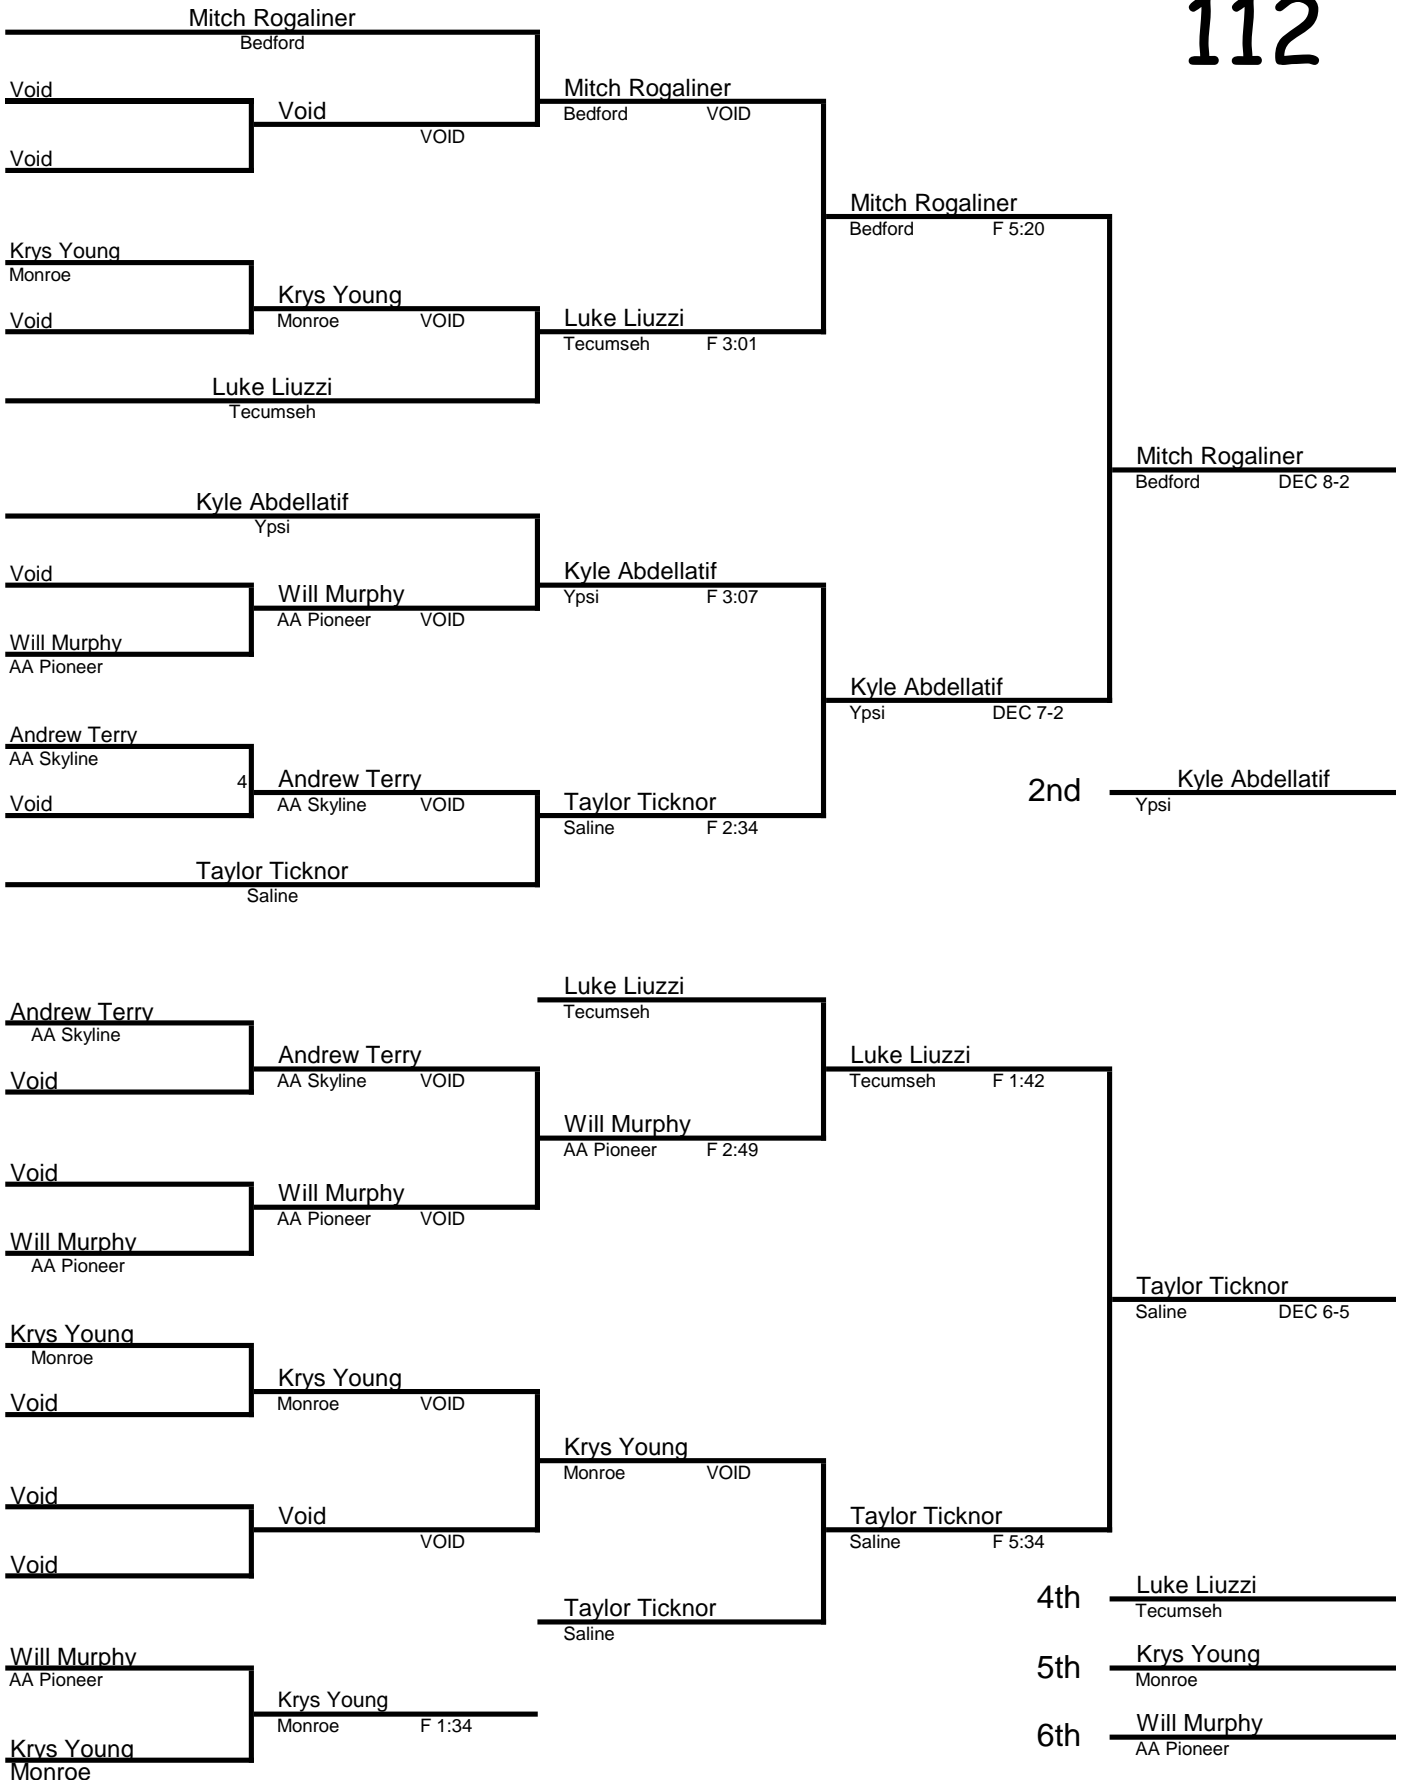 112
Mitch Rogaliner
Bedford
Void
Mitch Rogaliner
Void
Bedford VOID
VOID
Void
Mitch Rogaliner
Bedford F 5:20
Krys Young
Monroe
Krys Young
Void
Monroe VOID
Luke Liuzzi
Tecumseh F 3:01
Luke Liuzzi
Tecumseh
Mitch Rogaliner
Bedford DEC 8-2
Kyle Abdellatif
Ypsi
Void
Kyle Abdellatif
Will Murphy
Ypsi F 3:07
AA Pioneer VOID
Will Murphy
AA Pioneer
Kyle Abdellatif
Ypsi DEC 7-2
Andrew Terry
AA Skyline
4
Andrew Terry
2nd
Kyle Abdellatif
Void
AA Skyline VOID
Taylor Ticknor
Ypsi
Saline F 2:34
Taylor Ticknor
Saline
Luke Liuzzi
Tecumseh
Andrew Terry
AA Skyline
Andrew Terry
Luke Liuzzi
Void
AA Skyline VOID
Tecumseh F 1:42
Will Murphy
AA Pioneer F 2:49
Void
Will Murphy
AA Pioneer VOID
Will Murphy
AA Pioneer
Taylor Ticknor
Saline DEC 6-5
Krys Young
Monroe
Krys Young
Void
Monroe VOID
Krys Young
Monroe VOID
Void
Void
VOID
Taylor Ticknor
Saline F 5:34
Void
4th
Luke Liuzzi
Tecumseh
Taylor Ticknor
Saline
Will Murphy
AA Pioneer
5th
Krys Young
Monroe
Krys Young
Monroe F 1:34
6th
Will Murphy
AA Pioneer
Krys Young
Monroe